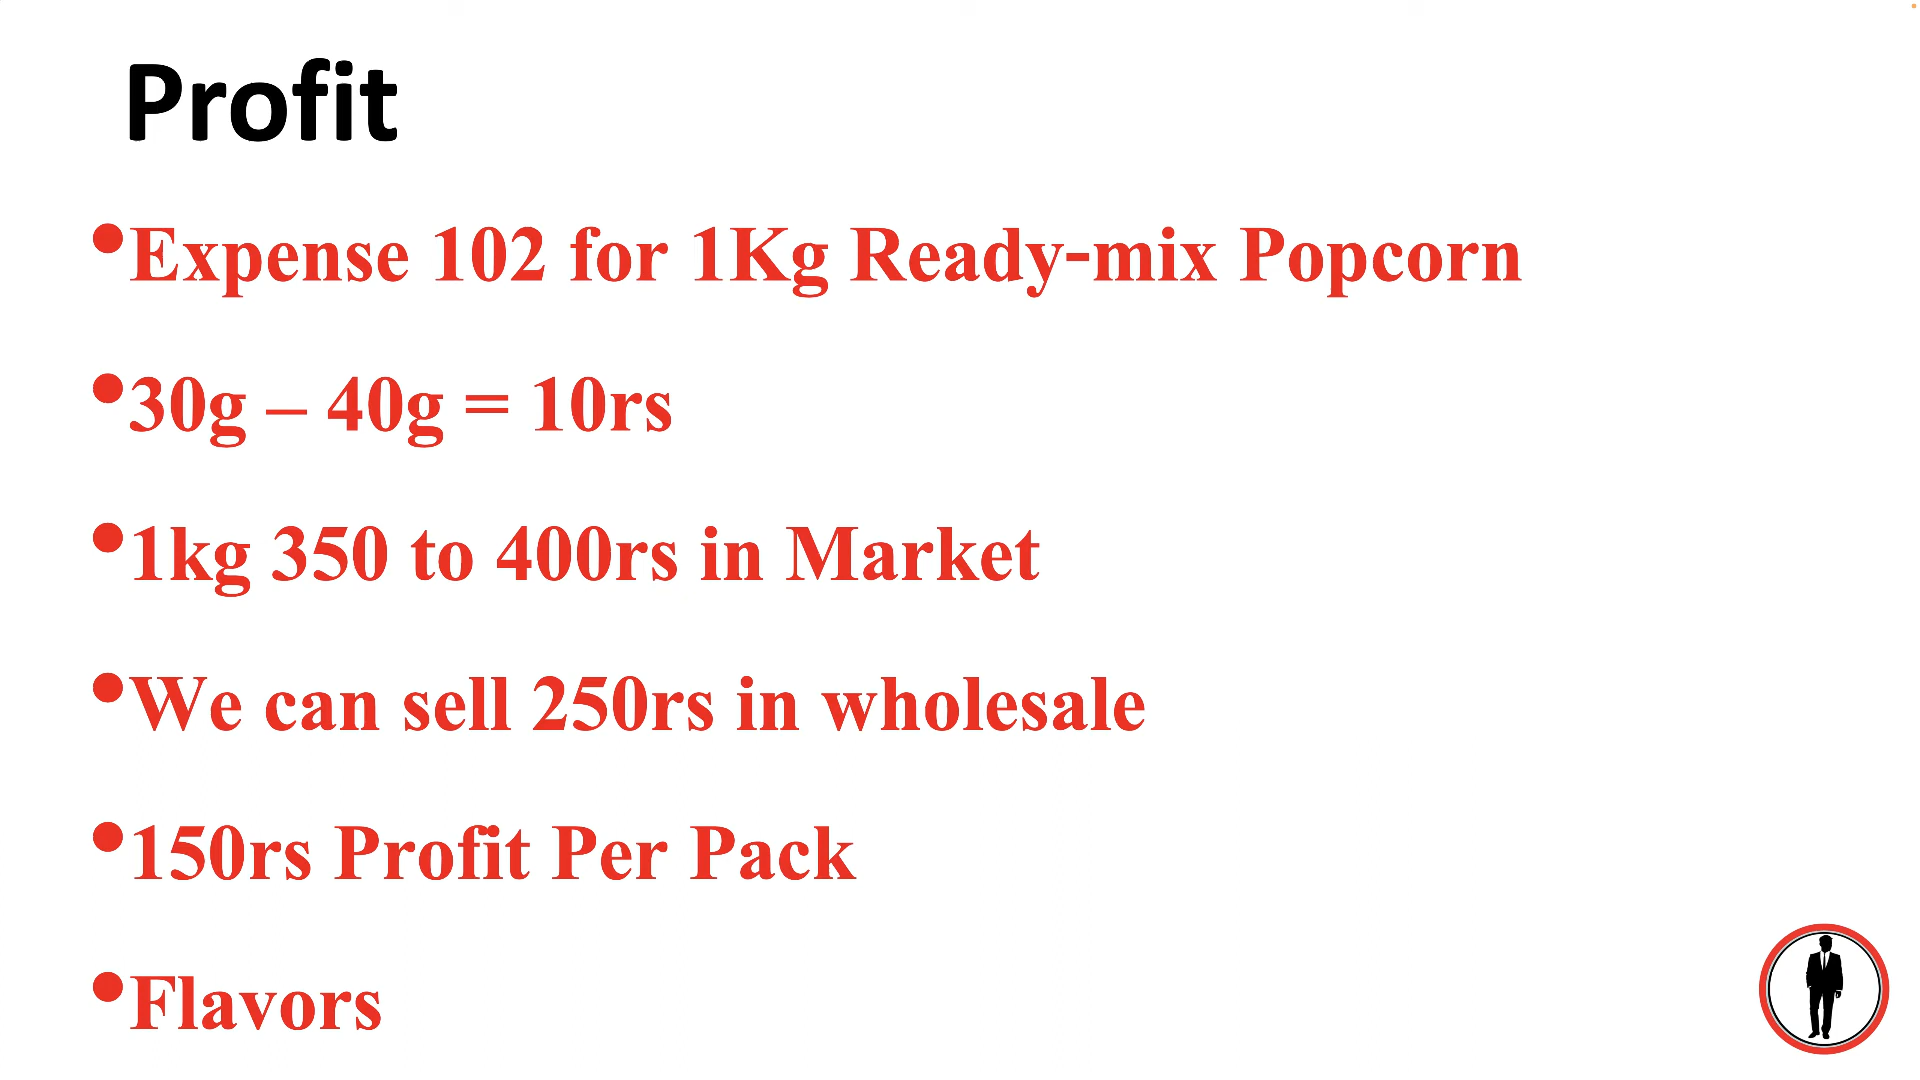 Profit
•Expense 102 for 1Kg Ready-mix Popcorn
•30g – 40g = 10rs
•1kg 350 to 400rs in Market
•We can sell 250rs in wholesale
•150rs Profit Per Pack
•Flavors